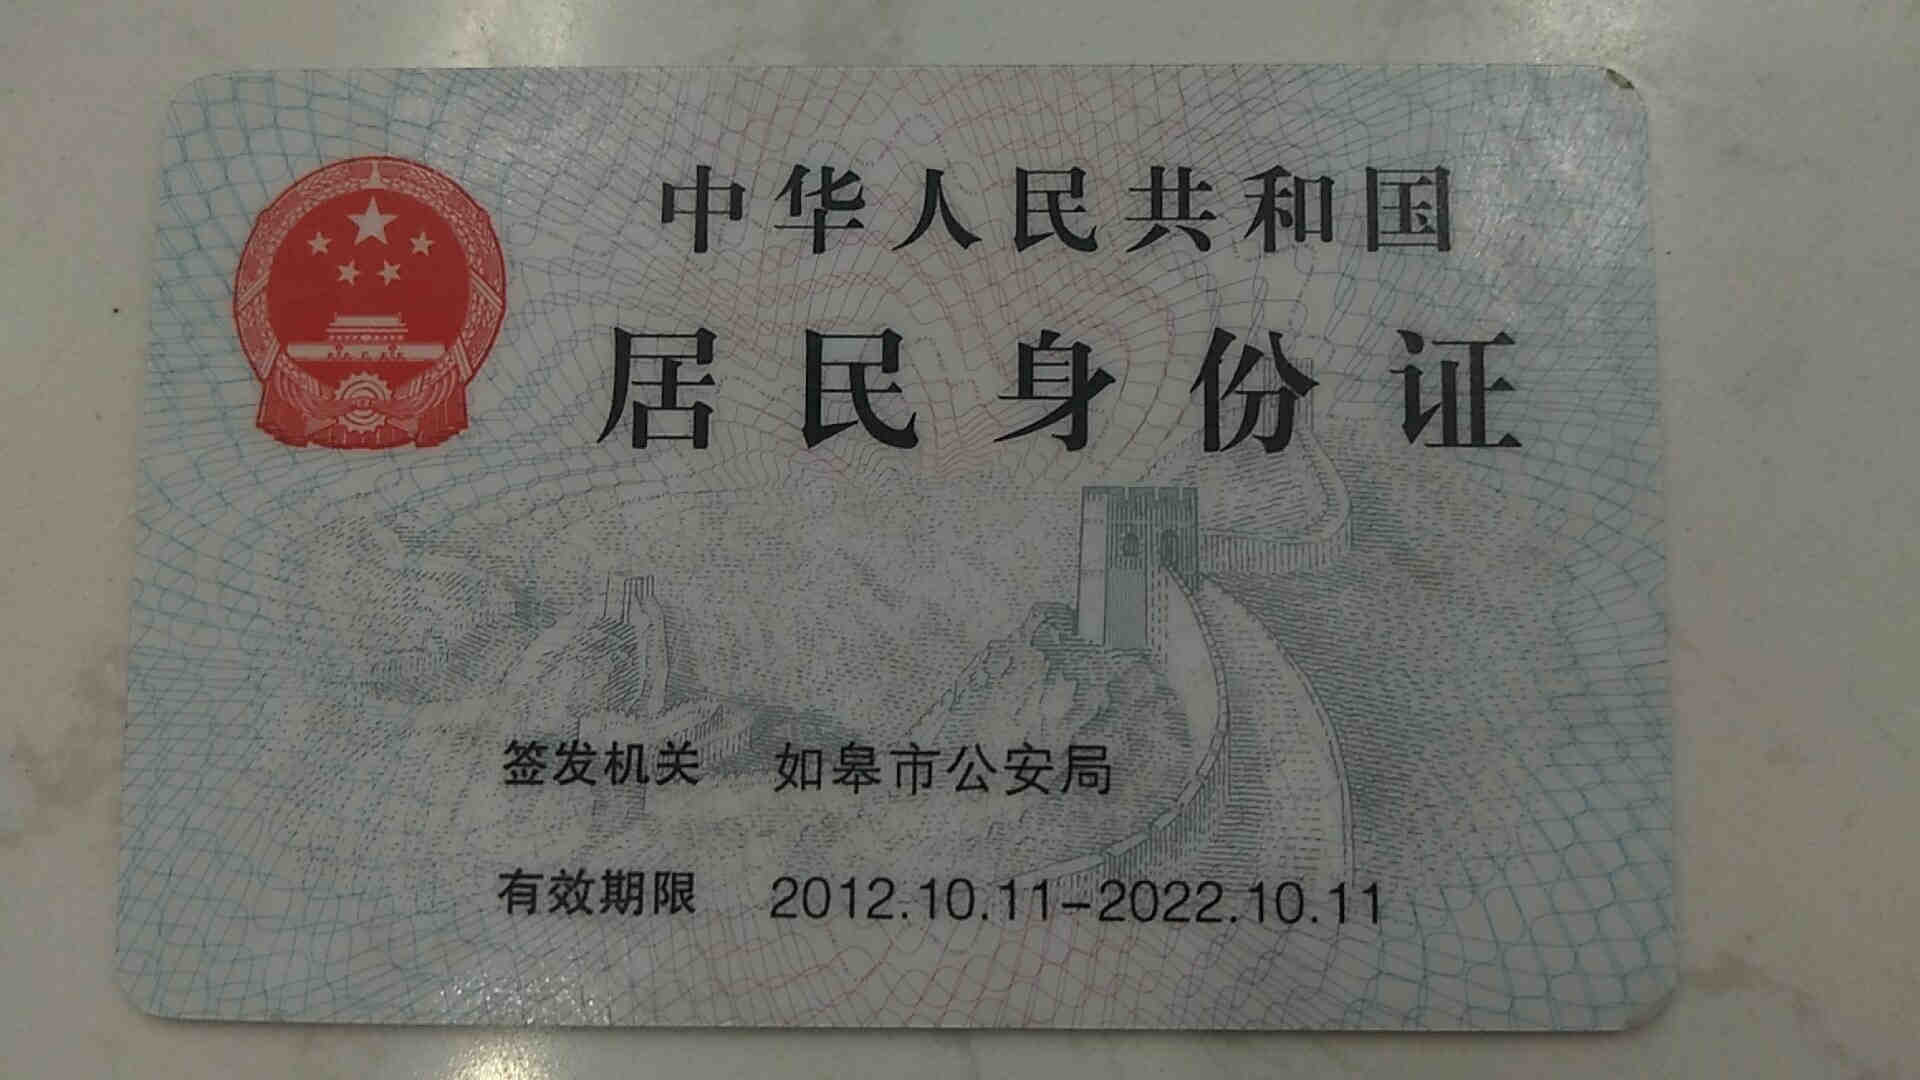 中华人民共和国
居民身份证
签发机关 如皋市公安局
有效期限 2012.10.11-2022.10.11